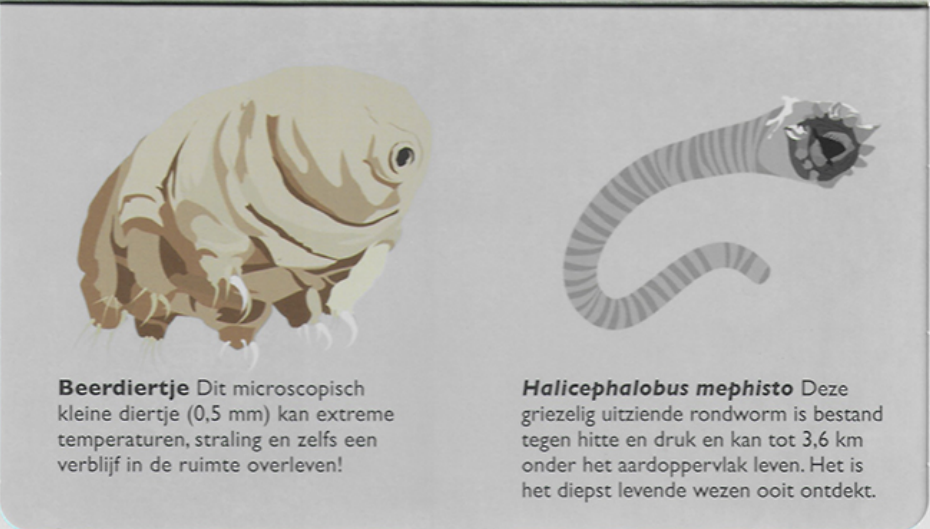 Beerdiertje Dit microscopisch
kleine diertje (0,5 mm) kan extreme
temperaturen, straling en zelfs een
verblijf in de ruimte overleven!
Halicephalobus mephisto Deze
griezelig uitziende rondworm is bestand
tegen hitte en druk en kan tot 3,6 km
onder het aardoppervlak leven. Het is
het diepst levende wezen ooit ontdekt.